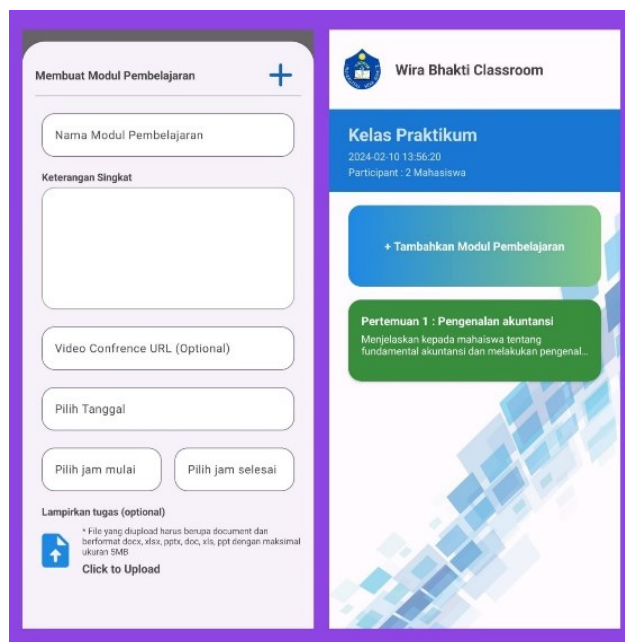 Membuat Modul Pembelajaran
Nama Modul Pembelajaran
Keterangan Singkat
Video Confrence URL (Optional)
Pilih Tanggal
Pilih jam mulai
Pilih jam selesai
Lampirkan tugas (optional)
* File yang diupload harus berupa document dan
berformat docx, xlsx, pptx, doc, xls, ppt dengan maksimal
ukuran 5MB
Click to Upload
Wira Bhakti Classroom
Kelas Praktikum
2024-02-10 13:56:20
Participant : 2 Mahasiswa
+ Tambahkan Modul Pembelajaran
Pertemuan 1 : Pengenalan akuntansi
Menjelaskan kepada mahaiswa tentang
fundamental akuntansi dan melakukan pengenal...